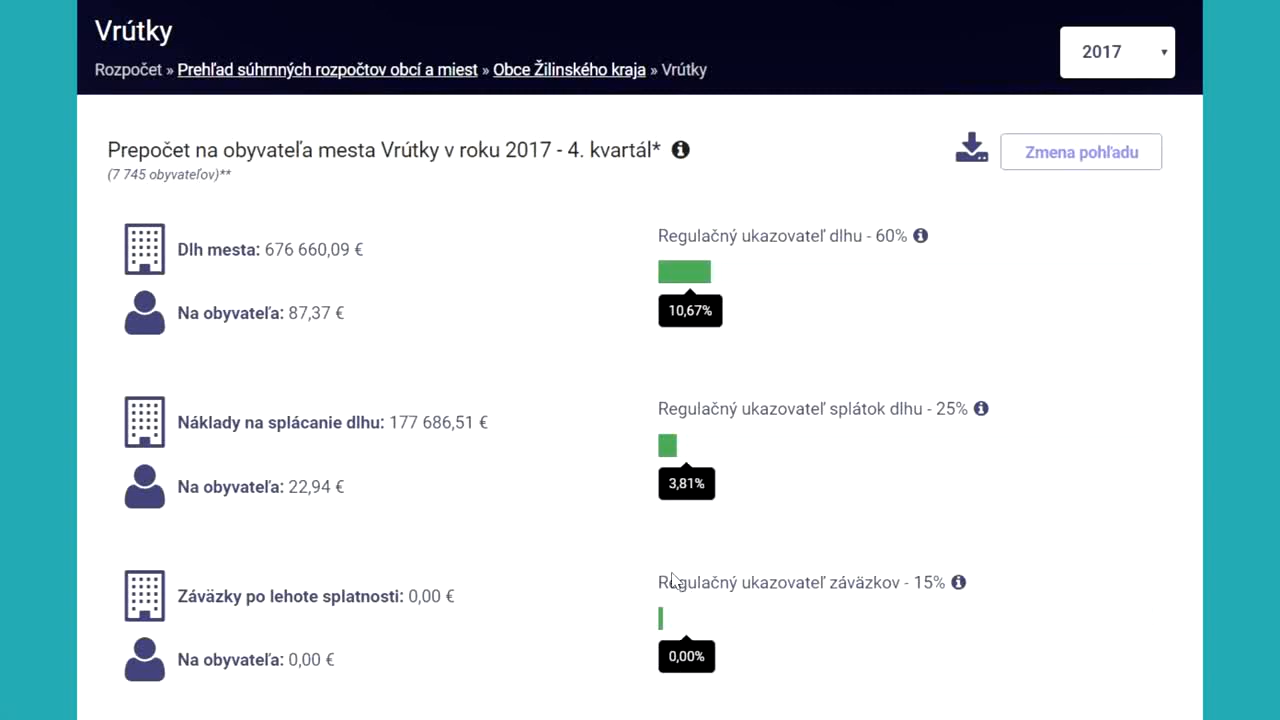 Vrútky
2017
Rozpočet » Prehľad súhrnných rozpočtov obcí a miest » Obce Žilinského kraja » Vrútky
Prepočet na obyvateľa mesta Vrútky v roku 2017 - 4. kvartál*
Zmena pohľadu
(7 745 obyvateľov)**
Dlh mesta: 676 660,09 €
Na obyvateľa: 87,37 €
Regulačný ukazovateľ dlhu - 60%
10,67%
Náklady na splácanie dlhu: 177 686,51 €
Na obyvateľa: 22,94 €
Regulačný ukazovateľ splátok dlhu - 25%
3,81%
Záväzky po lehote splatnosti: 0,00 €
Na obyvateľa: 0,00 €
Regulačný ukazovateľ záväzkov - 15%
0,00%